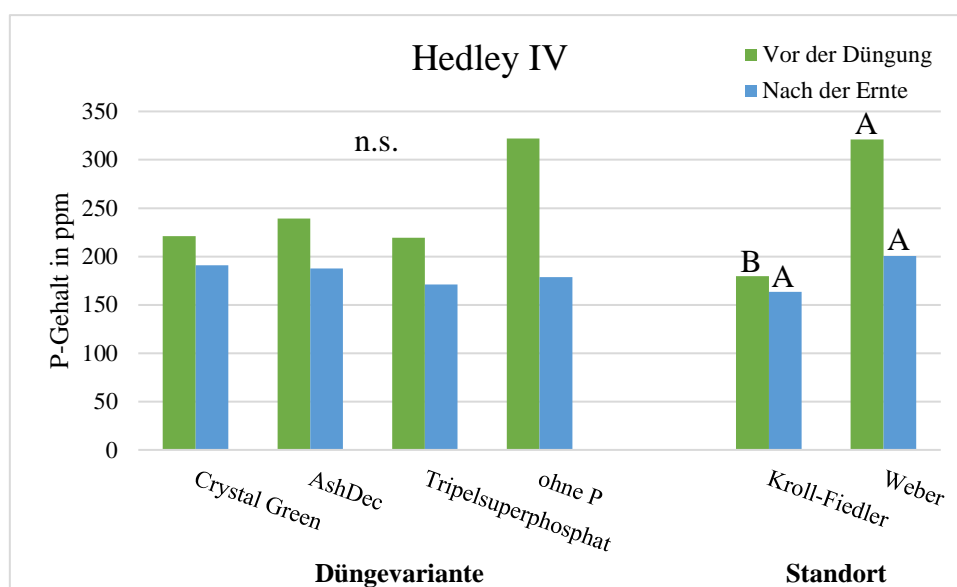 Hedley IV
Vor der Düngung
Nach der Ernte
P-Gehalt in ppm
350
300
250
200
150
100
50
0
n.s.
A
B
A
A
Crystal Green
AshDec
Tripelsuperphosphat
ohne P
Kroll-Fiedler
Weber
Düngevariante
Standort